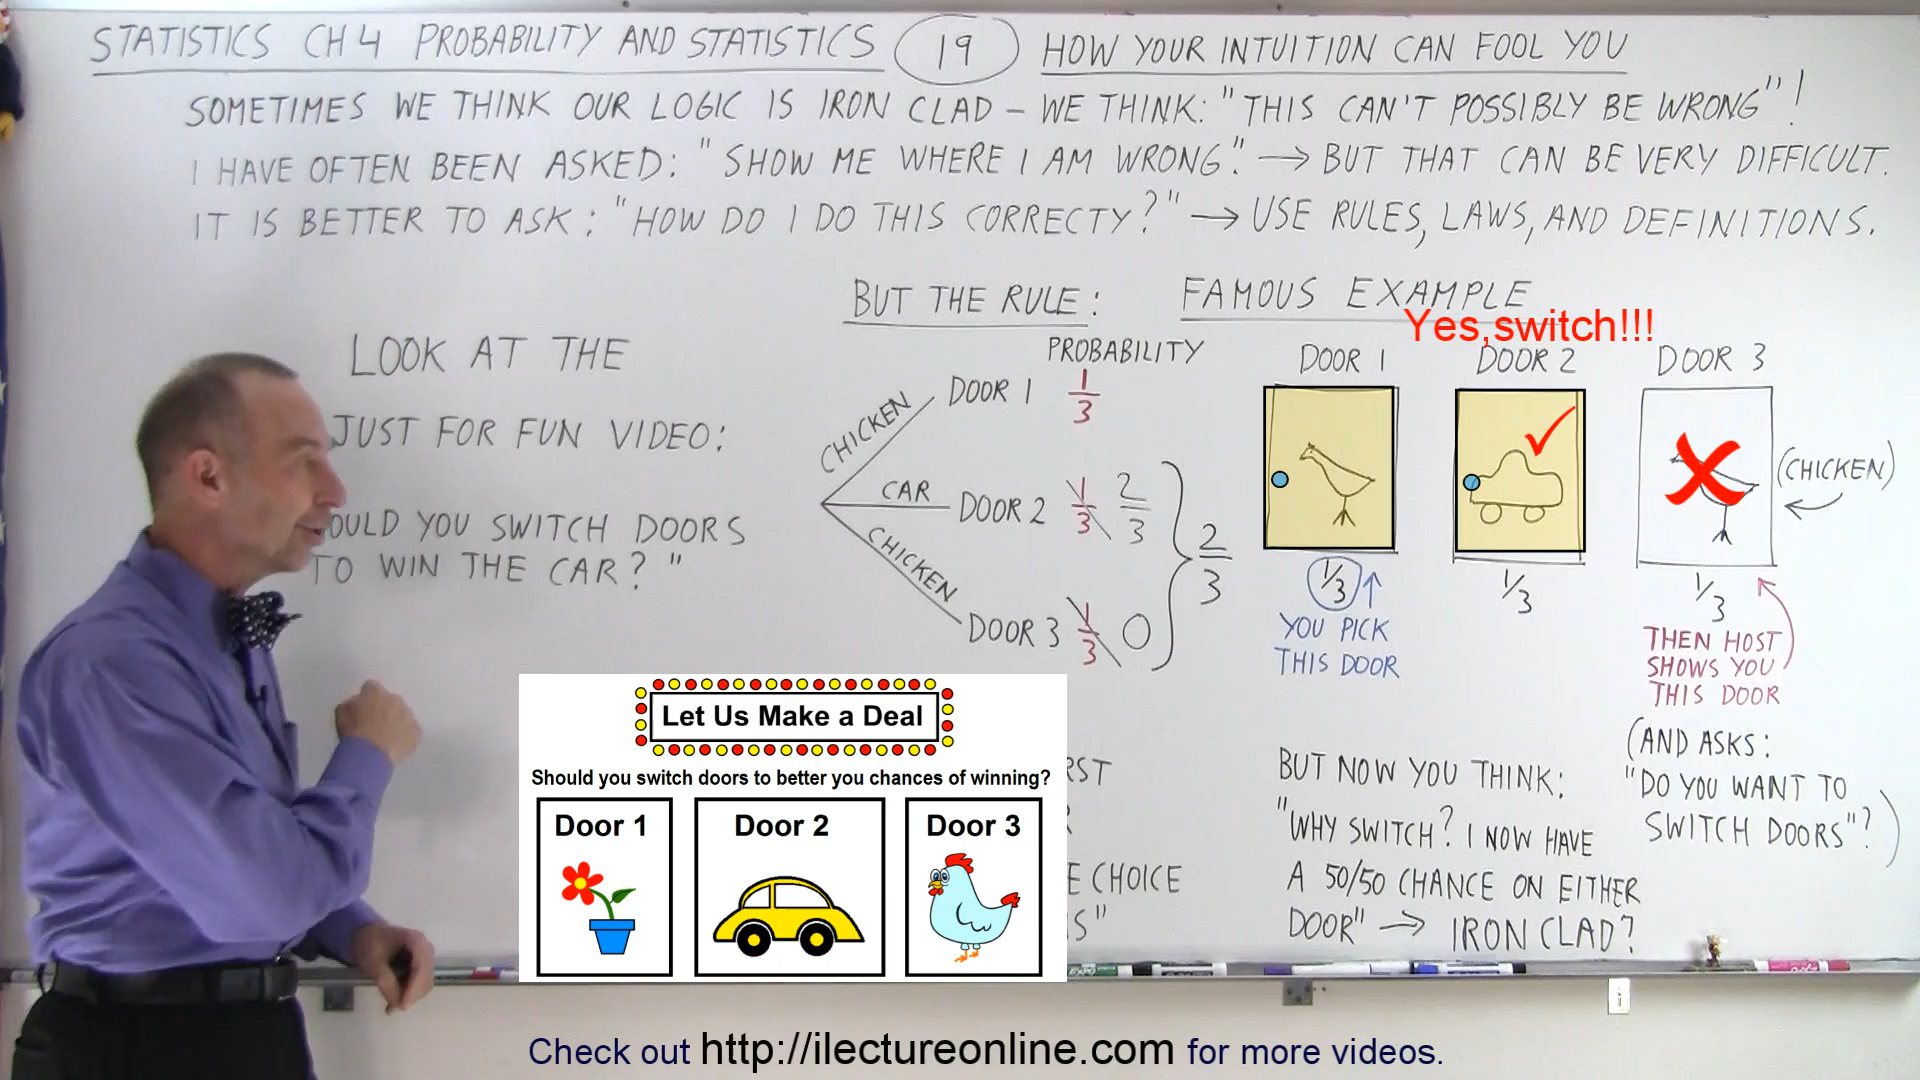 STATISTICS CH 4 PROBABILITY AND STATISTICS 19 HOW YOUR INTUITION CAN FOOL YOU
SOMETIMES WE THINK OUR LOGIC IS IRON CLAD – WE THINK: "THIS CAN'T POSSIBLY BE WRONG"!
I HAVE OFTEN BEEN ASKED: "SHOW ME WHERE I AM WRONG". → BUT THAT CAN BE VERY DIFFICULT.
IT IS BETTER TO ASK: "HOW DO I DO THIS CORRECTY?" → USE RULES, LAWS, AND DEFINITIONS.
LOOK AT THE
JUST FOR FUN VIDEO:
OULD YOU SWITCH DOORS
TO WIN THE CAR? "
BUT THE RULE:
PROBABILITY
CHICKEN DOOR 1 1/3
CAR DOOR 2 1/3 2/3
CHICKEN DOOR 3 1/3 0
2/3
FAMOUS EXAMPLE
Yes,switch!!!
DOOR 1 DOOR 2 DOOR 3
(CHICKEN)
1/3 1/3 1/3
YOU PICK
THIS DOOR
THEN HOST
SHOWS YOU
THIS DOOR
(AND ASKS:
"DO YOU WANT TO
SWITCH DOORS"?)
BUT NOW YOU THINK:
"WHY SWITCH? I NOW HAVE
A 50/50 CHANCE ON EITHER
DOOR" → IRON CLAD?
RST
E CHOICE
S"
Let Us Make a Deal
Should you switch doors to better you chances of winning?
Door 1 Door 2 Door 3
EXPO
Check out http://ilectureonline.com for more videos.